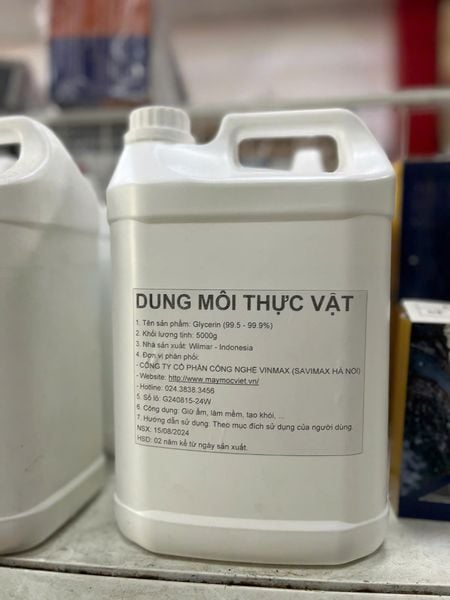 DUNG MÔI THỰC VẬT
1. Tên sản phẩm: Glycerin (99.5 - 99.9%)
2. Khối lượng tịnh: 5000g
3. Nhà sản xuất: Wilmar - Indonesia
4. Đơn vị phân phối:
- CÔNG TY CỔ PHẦN CÔNG NGHỆ VINMAX (SAVIMAX HÀ NỘI)
- Website: http://www.maymocviet.vn/
- Hotline: 024.3838.3456
5. Số lô: G240815-24W
6. Công dụng: Giữ ẩm, làm mềm, tạo khói, ...
7. Hướng dẫn sử dụng: Theo mục đích sử dụng của người dùng.
NSX: 15/08/2024
HSD: 02 năm kể từ ngày sản xuất.